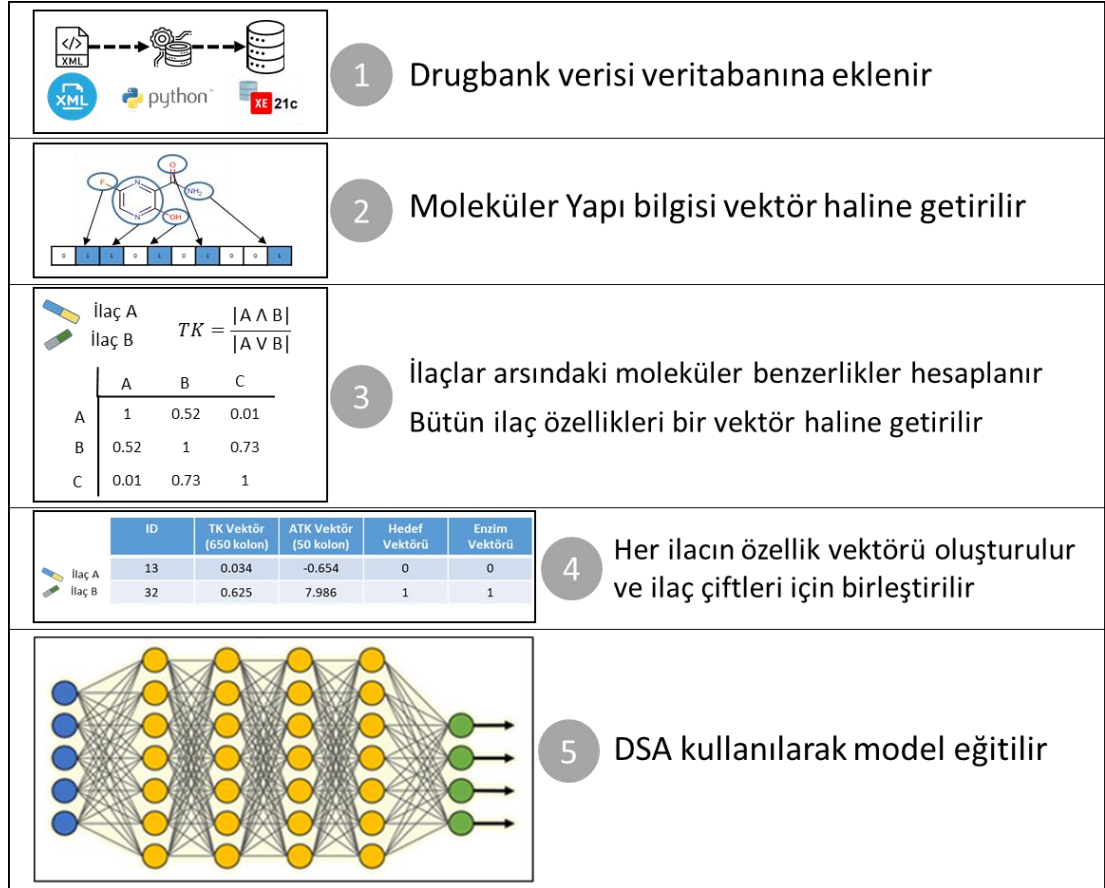 </>
XML
XML
python™
XE 21c
1
Drugbank verisi veritabanına eklenir
F
N
N
O
NH₂
OH
0 1 1 0 1 0 1 0 0 1
2
Moleküler Yapı bilgisi vektör haline getirilir
İlaç A
İlaç B
TK = |A Λ B| / |A V B|
A B C
A 1 0.52 0.01
B 0.52 1 0.73
C 0.01 0.73 1
3
İlaçlar arsındaki moleküler benzerlikler hesaplanır
Bütün ilaç özellikleri bir vektör haline getirilir
ID TK Vektör (650 kolon) ATK Vektör (50 kolon) Hedef Vektörü Enzim Vektörü
İlaç A 13 0.034 -0.654 0 0
İlaç B 32 0.625 7.986 1 1
4
Her ilacın özellik vektörü oluşturulur
ve ilaç çiftleri için birleştirilir
5
DSA kullanılarak model eğitilir